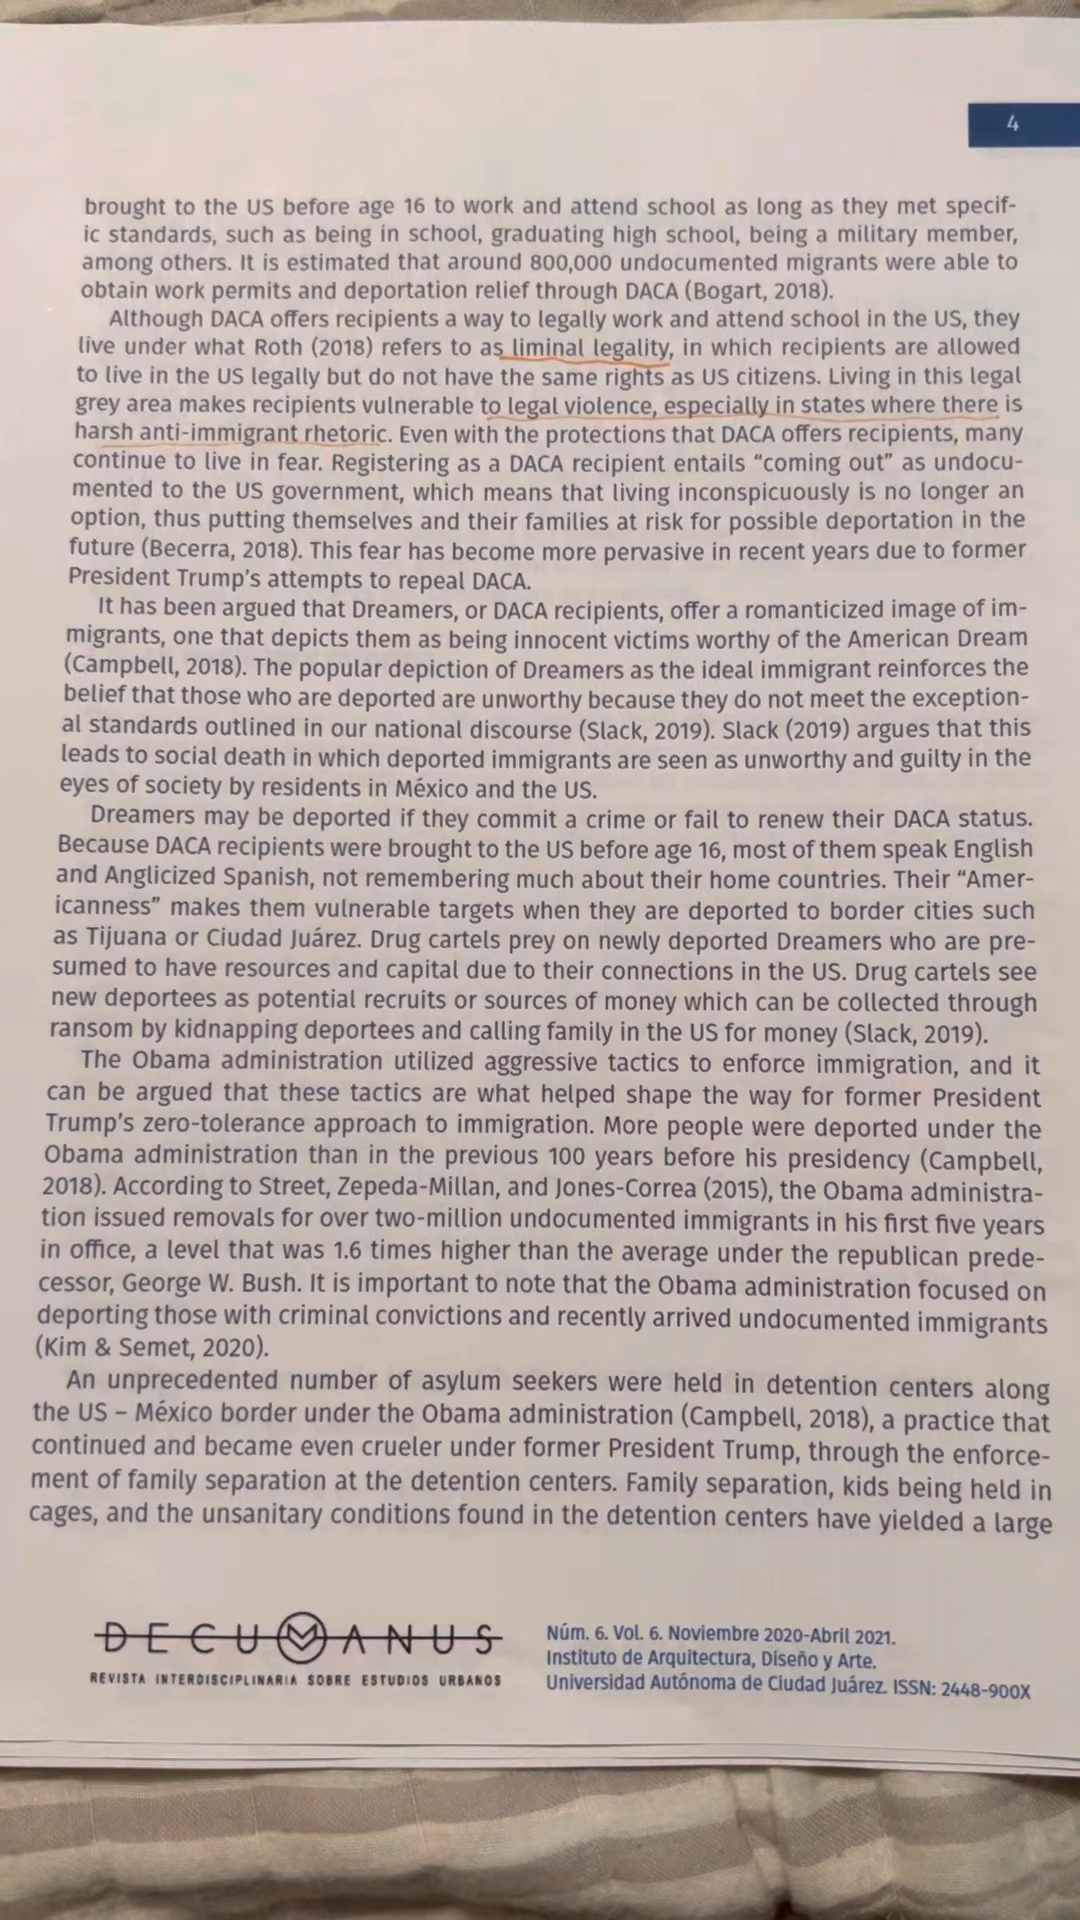 4
brought to the US before age 16 to work and attend school as long as they met specif-
ic standards, such as being in school, graduating high school, being a military member,
among others. It is estimated that around 800,000 undocumented migrants were able to
obtain work permits and deportation relief through DACA (Bogart, 2018).
Although DACA offers recipients a way to legally work and attend school in the US, they
live under what Roth (2018) refers to as liminal legality, in which recipients are allowed
to live in the US legally but do not have the same rights as US citizens. Living in this legal
grey area makes recipients vulnerable to legal violence, especially in states where there is
harsh anti-immigrant rhetoric. Even with the protections that DACA offers recipients, many
continue to live in fear. Registering as a DACA recipient entails “coming out” as undocu-
mented to the US government, which means that living inconspicuously is no longer an
option, thus putting themselves and their families at risk for possible deportation in the
future (Becerra, 2018). This fear has become more pervasive in recent years due to former
President Trump’s attempts to repeal DACA.
It has been argued that Dreamers, or DACA recipients, offer a romanticized image of im-
migrants, one that depicts them as being innocent victims worthy of the American Dream
(Campbell, 2018). The popular depiction of Dreamers as the ideal immigrant reinforces the
belief that those who are deported are unworthy because they do not meet the exception-
al standards outlined in our national discourse (Slack, 2019). Slack (2019) argues that this
leads to social death in which deported immigrants are seen as unworthy and guilty in the
eyes of society by residents in México and the US.
Dreamers may be deported if they commit a crime or fail to renew their DACA status.
Because DACA recipients were brought to the US before age 16, most of them speak English
and Anglicized Spanish, not remembering much about their home countries. Their “Amer-
icanness” makes them vulnerable targets when they are deported to border cities such
as Tijuana or Ciudad Juárez. Drug cartels prey on newly deported Dreamers who are pre-
sumed to have resources and capital due to their connections in the US. Drug cartels see
new deportees as potential recruits or sources of money which can be collected through
ransom by kidnapping deportees and calling family in the US for money (Slack, 2019).
The Obama administration utilized aggressive tactics to enforce immigration, and it
can be argued that these tactics are what helped shape the way for former President
Trump’s zero-tolerance approach to immigration. More people were deported under the
Obama administration than in the previous 100 years before his presidency (Campbell,
2018). According to Street, Zepeda-Millan, and Jones-Correa (2015), the Obama administra-
tion issued removals for over two-million undocumented immigrants in his first five years
in office, a level that was 1.6 times higher than the average under the republican prede-
cessor, George W. Bush. It is important to note that the Obama administration focused on
deporting those with criminal convictions and recently arrived undocumented immigrants
(Kim & Semet, 2020).
An unprecedented number of asylum seekers were held in detention centers along
the US – México border under the Obama administration (Campbell, 2018), a practice that
continued and became even crueler under former President Trump, through the enforce-
ment of family separation at the detention centers. Family separation, kids being held in
cages, and the unsanitary conditions found in the detention centers have yielded a large
DECUMANUS
REVISTA INTERDISCIPLINARIA SOBRE ESTUDIOS URBANOS
Núm. 6. Vol. 6. Noviembre 2020-Abril 2021.
Instituto de Arquitectura, Diseño y Arte.
Universidad Autónoma de Ciudad Juárez. ISSN: 2448-900X